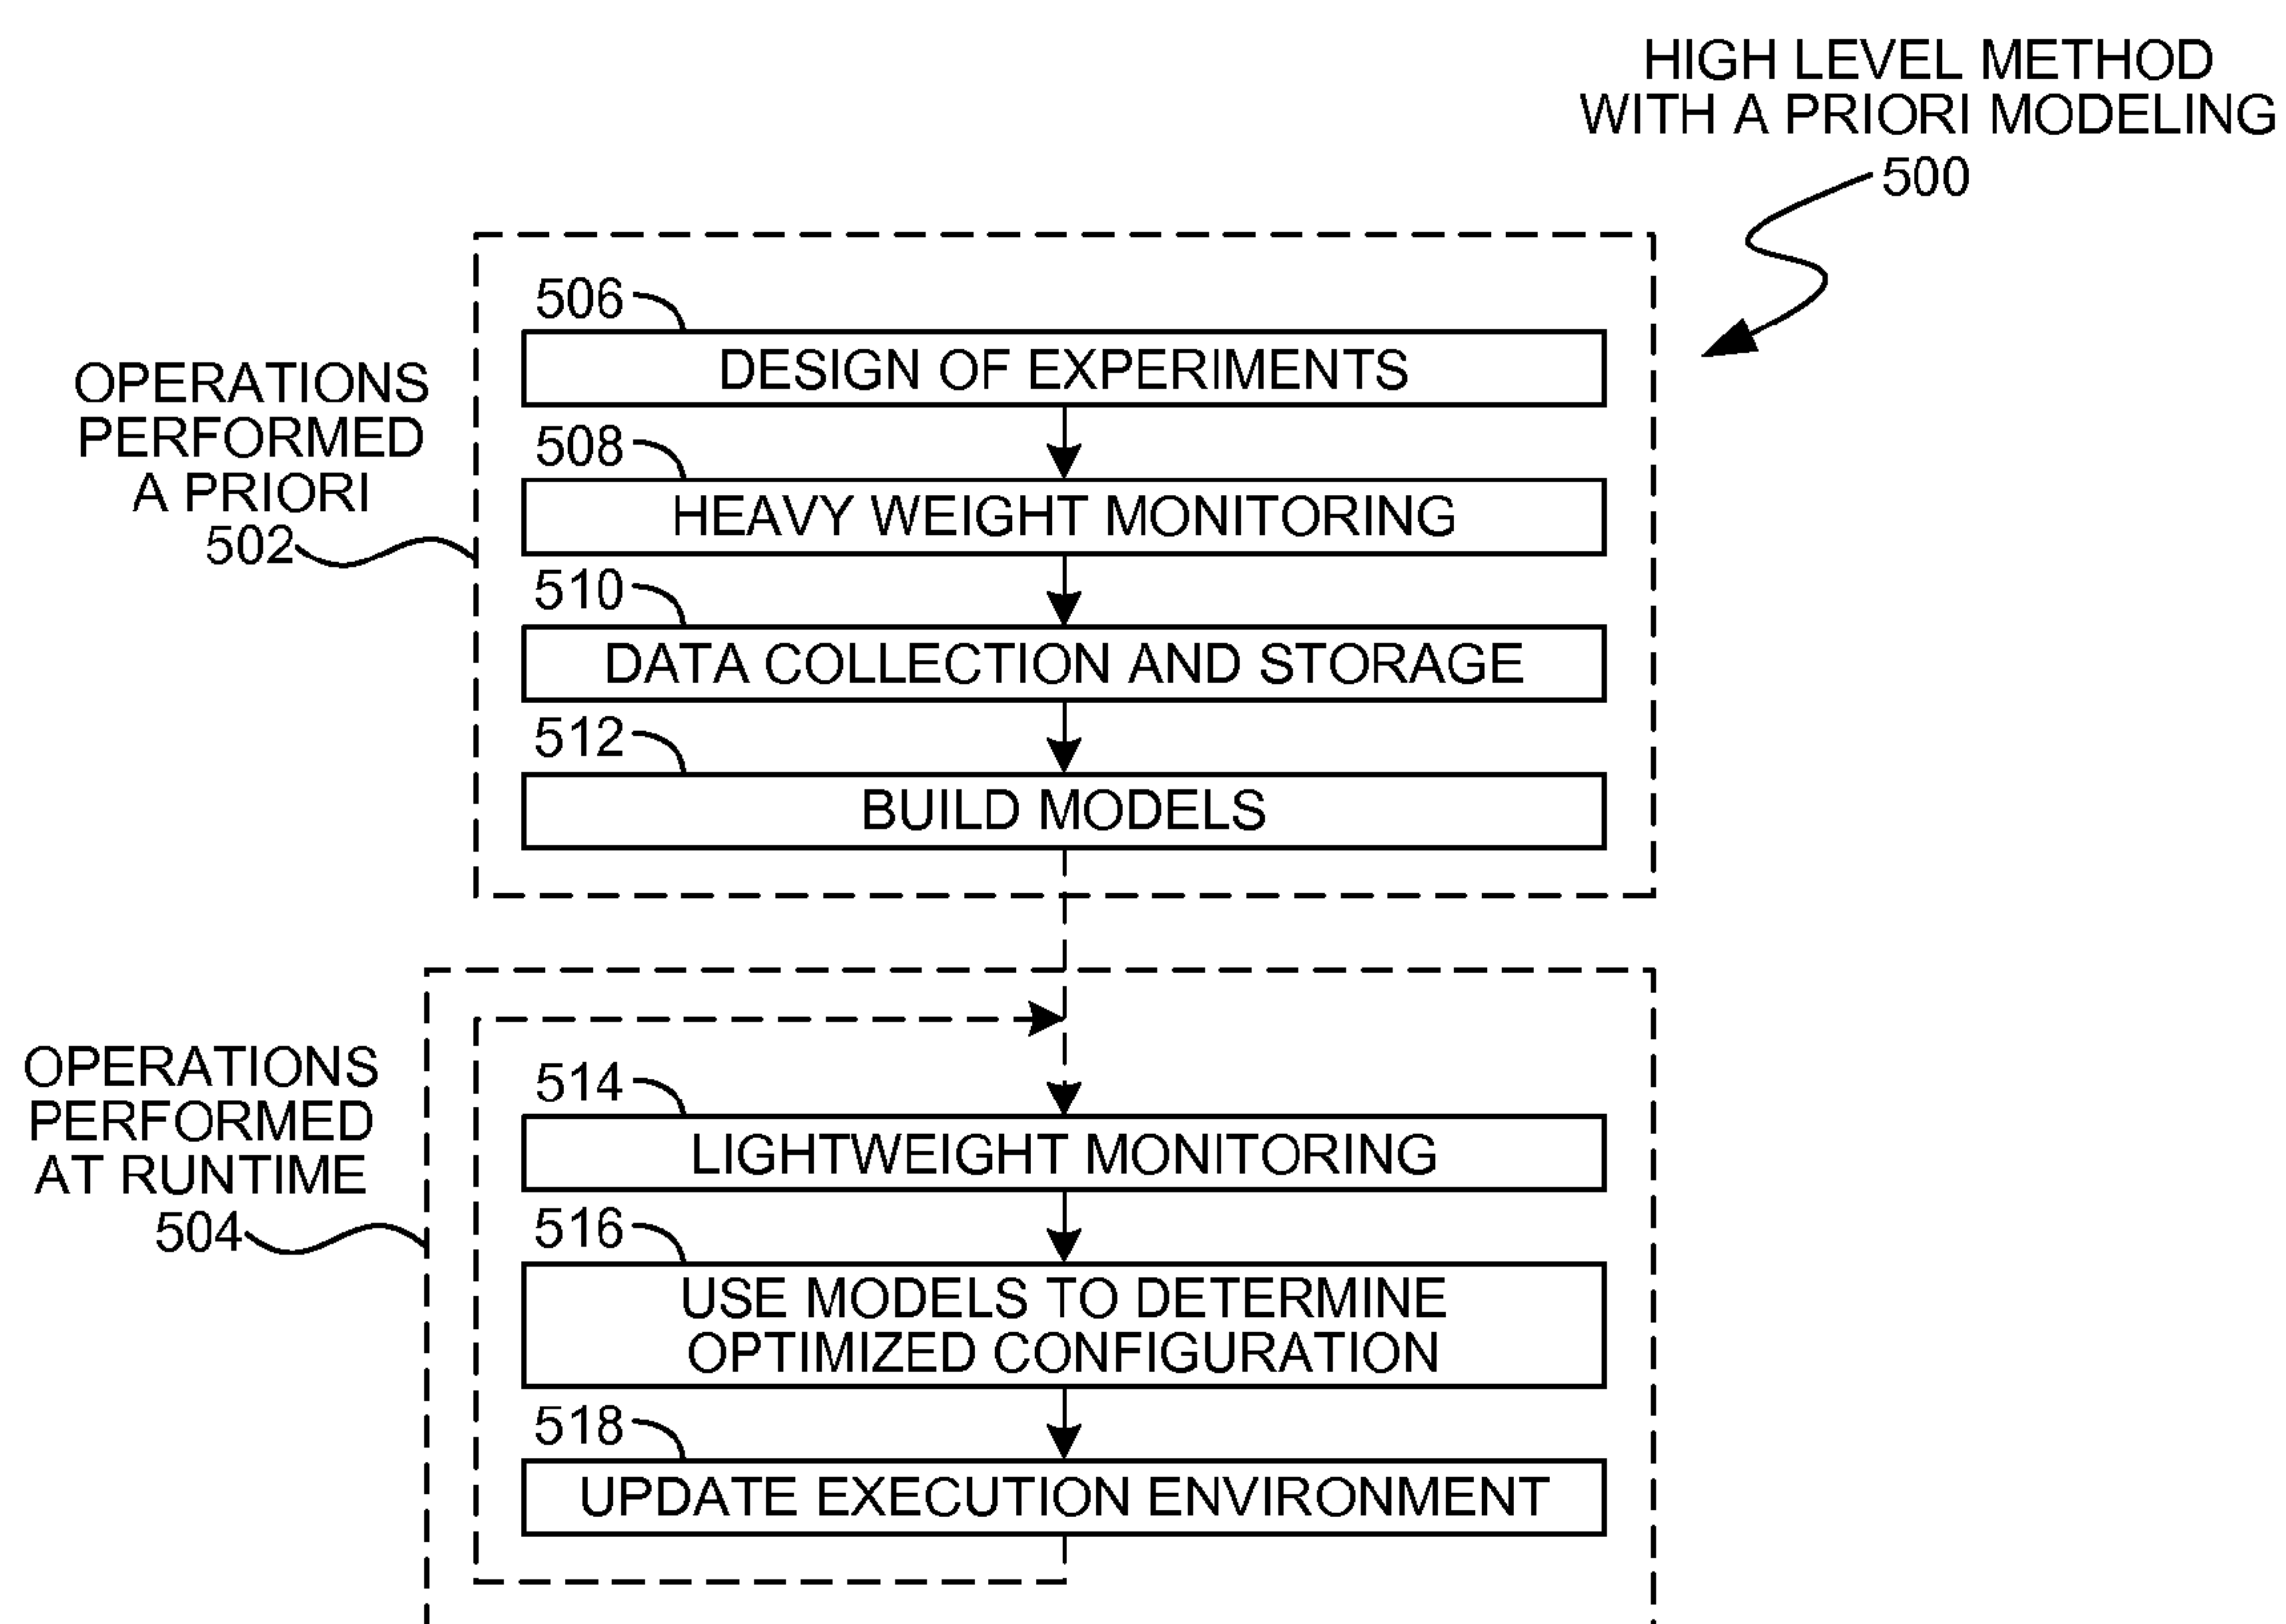 HIGH LEVEL METHOD
WITH A PRIORI MODELING
500
506
DESIGN OF EXPERIMENTS
OPERATIONS
PERFORMED
A PRIORI
502
508
HEAVY WEIGHT MONITORING
510
DATA COLLECTION AND STORAGE
512
BUILD MODELS
OPERATIONS
PERFORMED
AT RUNTIME
504
514
LIGHTWEIGHT MONITORING
516
USE MODELS TO DETERMINE
OPTIMIZED CONFIGURATION
518
UPDATE EXECUTION ENVIRONMENT